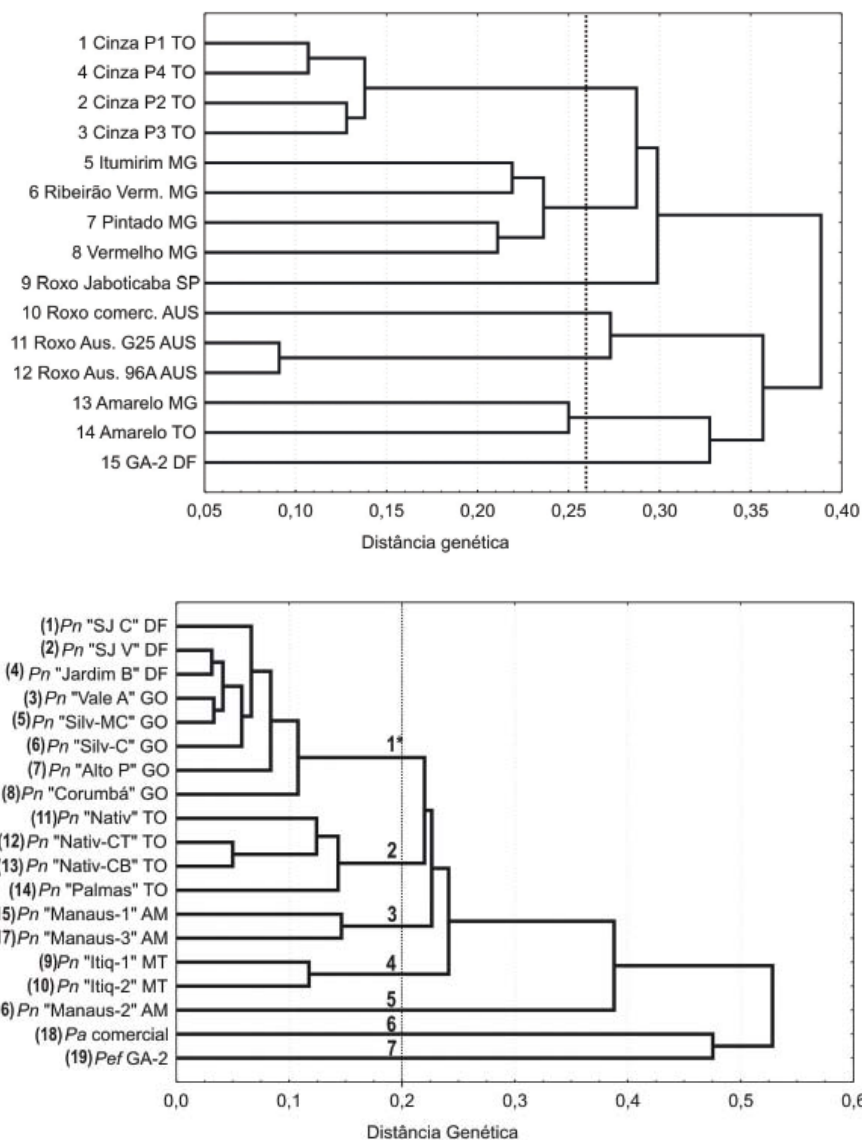 1 Cinza P1 TO
4 Cinza P4 TO
2 Cinza P2 TO
3 Cinza P3 TO
5 Itumirim MG
6 Ribeirão Verm. MG
7 Pintado MG
8 Vermelho MG
9 Roxo Jaboticaba SP
10 Roxo comerc. AUS
11 Roxo Aus. G25 AUS
12 Roxo Aus. 96A AUS
13 Amarelo MG
14 Amarelo TO
15 GA-2 DF
0,05 0,10 0,15 0,20 0,25 0,30 0,35 0,40
Distância genética
(1)Pn "SJ C" DF
(2)Pn "SJ V" DF
(4) Pn "Jardim B" DF
(3)Pn "Vale A" GO
(5)Pn "Silv-MC" GO
(6)Pn "Silv-C" GO
(7)Pn "Alto P" GO
(8)Pn "Corumbá" GO
(11)Pn "Nativ" TO
(12)Pn "Nativ-CT" TO
13)Pn "Nativ-CB" TO
(14)Pn "Palmas" TO
15)Pn "Manaus-1" AM
17)Pn "Manaus-3" AM
(9)Pn "Itiq-1" MT
(10)Pn "Itiq-2" MT
6)Pn "Manaus-2" AM
(18)Pa comercial
(19)Pef GA-2
1*
2
3
4
5
6
7
0,0 0,1 0,2 0,3 0,4 0,5 0,6
Distância Genética